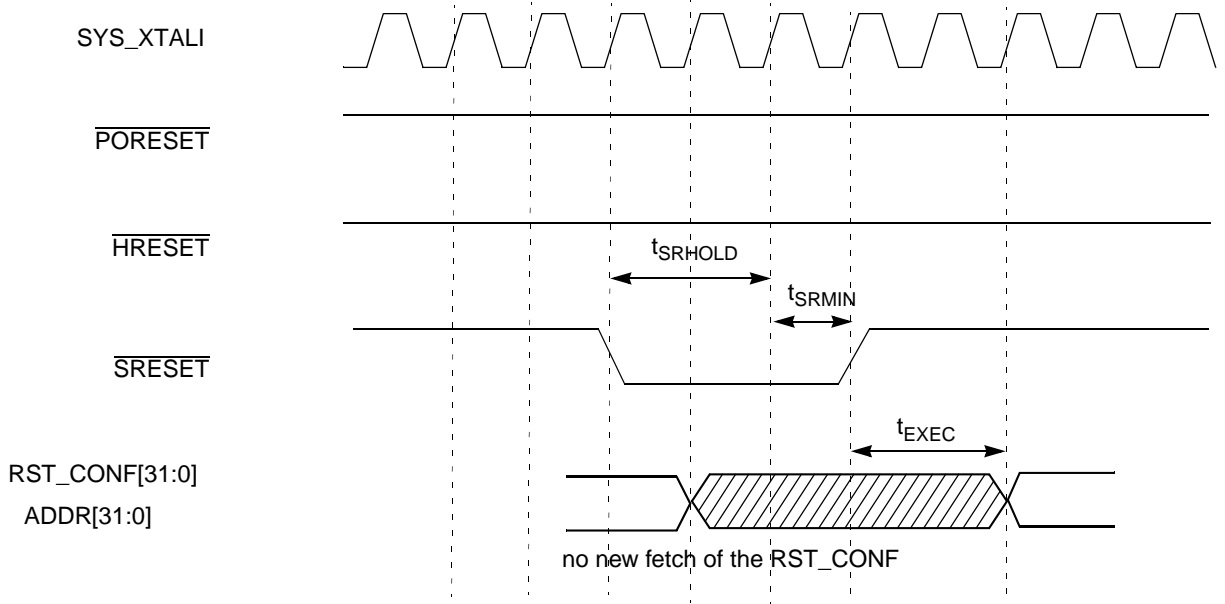 SYS_XTALI
PORESET
HRESET
tSRHOLD
tSRMIN
SRESET
tEXEC
RST_CONF[31:0]
ADDR[31:0]
no new fetch of the RST_CONF